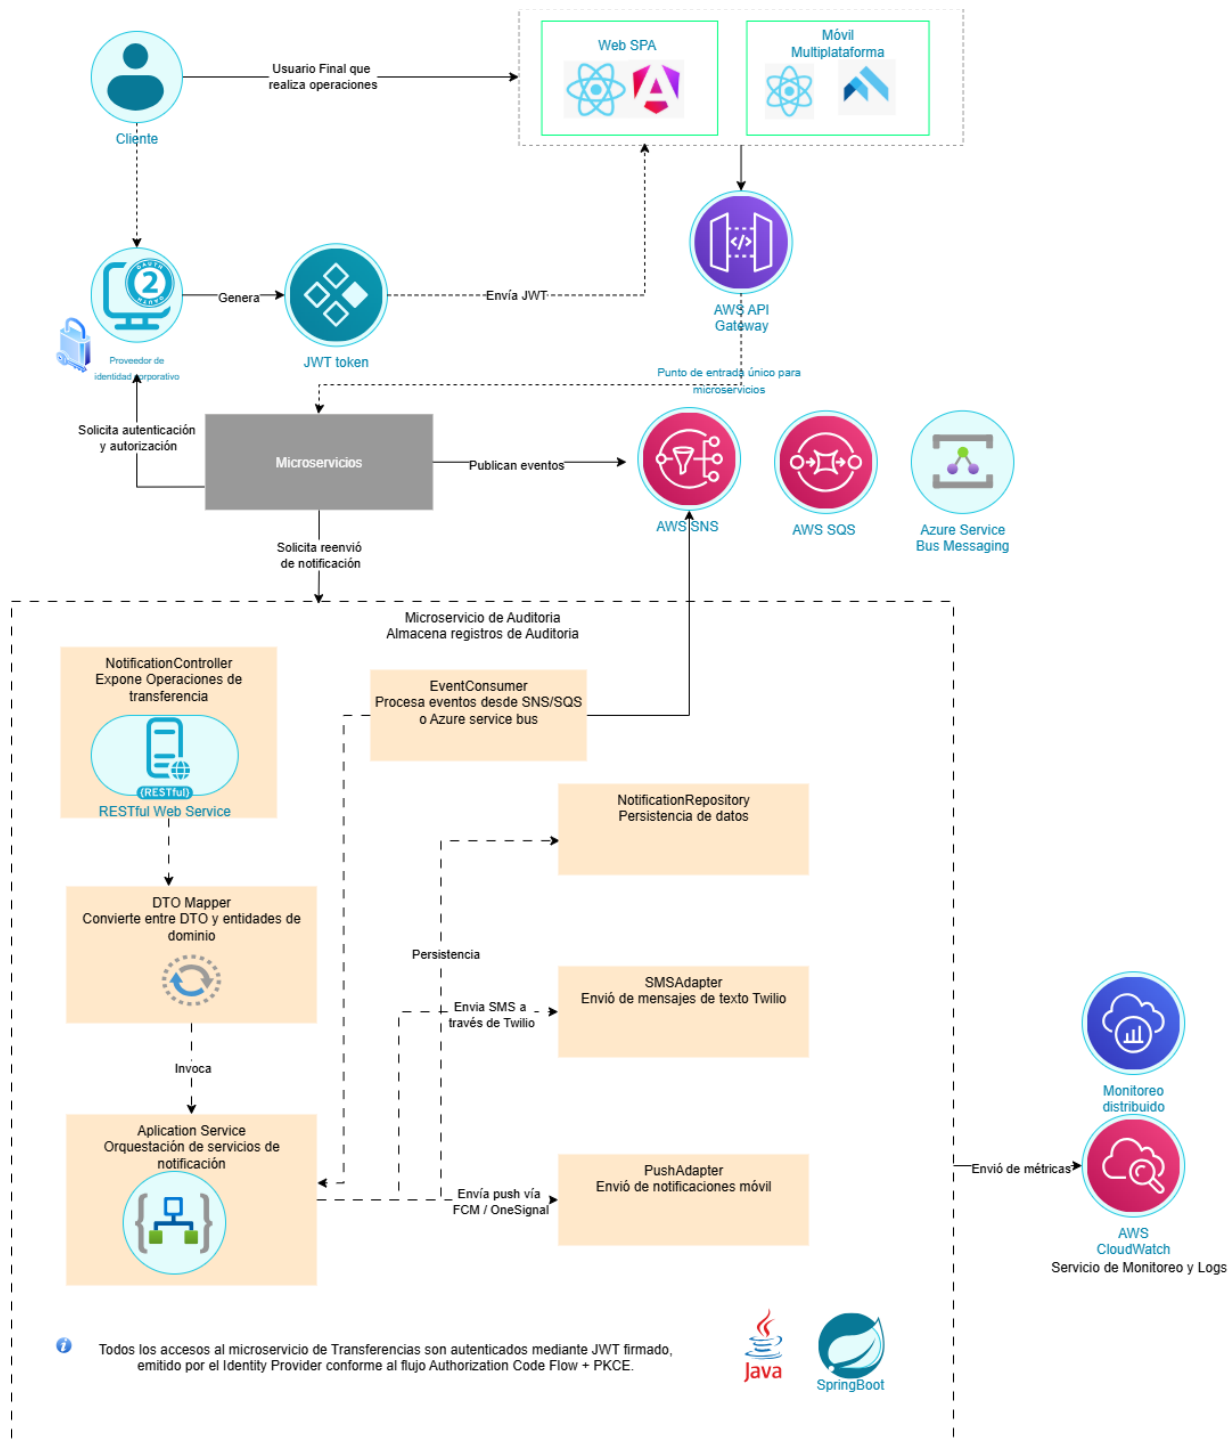 Web SPA
Móvil
Multiplataforma
Usuario Final que
realiza operaciones
Cliente
OAUTH
2
OAUTH
Genera
Envía JWT
</>
AWS API
Gateway
Proveedor de
identidad corporativo
JWT token
Punto de entrada único para
microservicios
Solicita autenticación
y autorización
Microservicios
Publican eventos
AWS SNS
AWS SQS
Azure Service
Bus Messaging
Solicita reenvió
de notificación
Microservicio de Auditoria
Almacena registros de Auditoria
NotificationController
Expone Operaciones de
transferencia
{RESTful}
RESTful Web Service
EventConsumer
Procesa eventos desde SNS/SQS
o Azure service bus
NotificationRepository
Persistencia de datos
DTO Mapper
Convierte entre DTO y entidades de
dominio
Persistencia
SMSAdapter
Envió de mensajes de texto Twilio
Envia SMS a
través de Twilio
Invoca
Monitoreo
distribuido
Aplication Service
Orquestación de servicios de
notificación
PushAdapter
Envió de notificaciones móvil
Envía push vía
FCM / OneSignal
Envió de métricas
AWS
CloudWatch
Servicio de Monitoreo y Logs
Todos los accesos al microservicio de Transferencias son autenticados mediante JWT firmado,
emitido por el Identity Provider conforme al flujo Authorization Code Flow + PKCE.
Java
SpringBoot